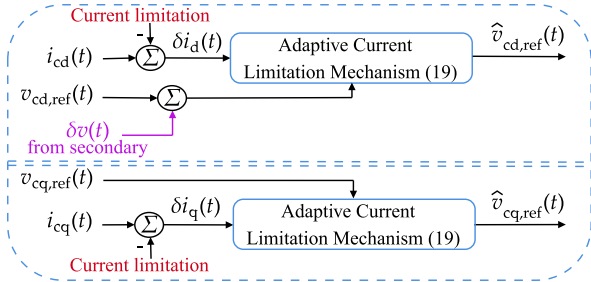 Current limitation
-
i_cd(t) Σ δi_d(t) Adaptive Current Limitation Mechanism (19) v̂_cd,ref(t)
v_cd,ref(t) Σ
δv(t)
from secondary
v_cq,ref(t)
i_cq(t) Σ δi_q(t) Adaptive Current Limitation Mechanism (19) v̂_cq,ref(t)
-
Current limitation